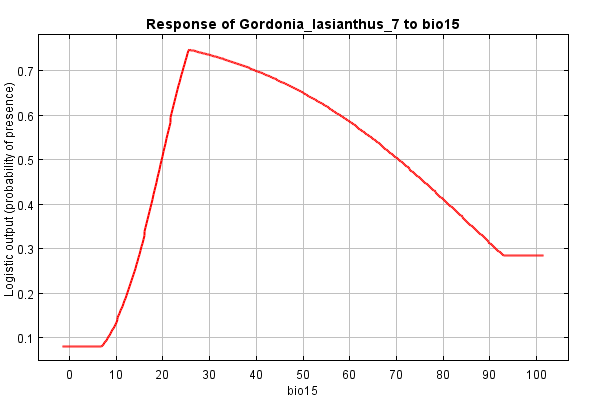 Response of Gordonia_lasianthus_7 to bio15
Logistic output (probability of presence)
0.7
0.6
0.5
0.4
0.3
0.2
0.1
0 10 20 30 40 50 60 70 80 90 100
bio15